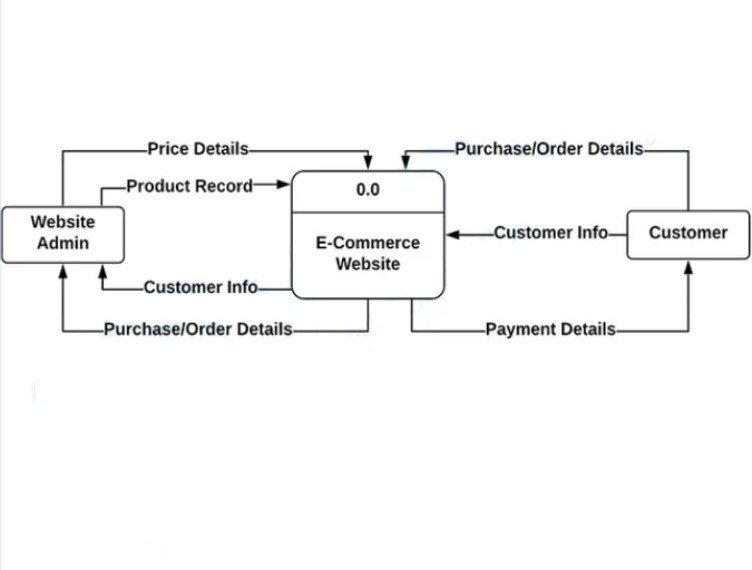 Price Details
Purchase/Order Details
Product Record
0.0
Website
Admin
E-Commerce
Website
Customer Info
Customer
Customer Info
Purchase/Order Details
Payment Details